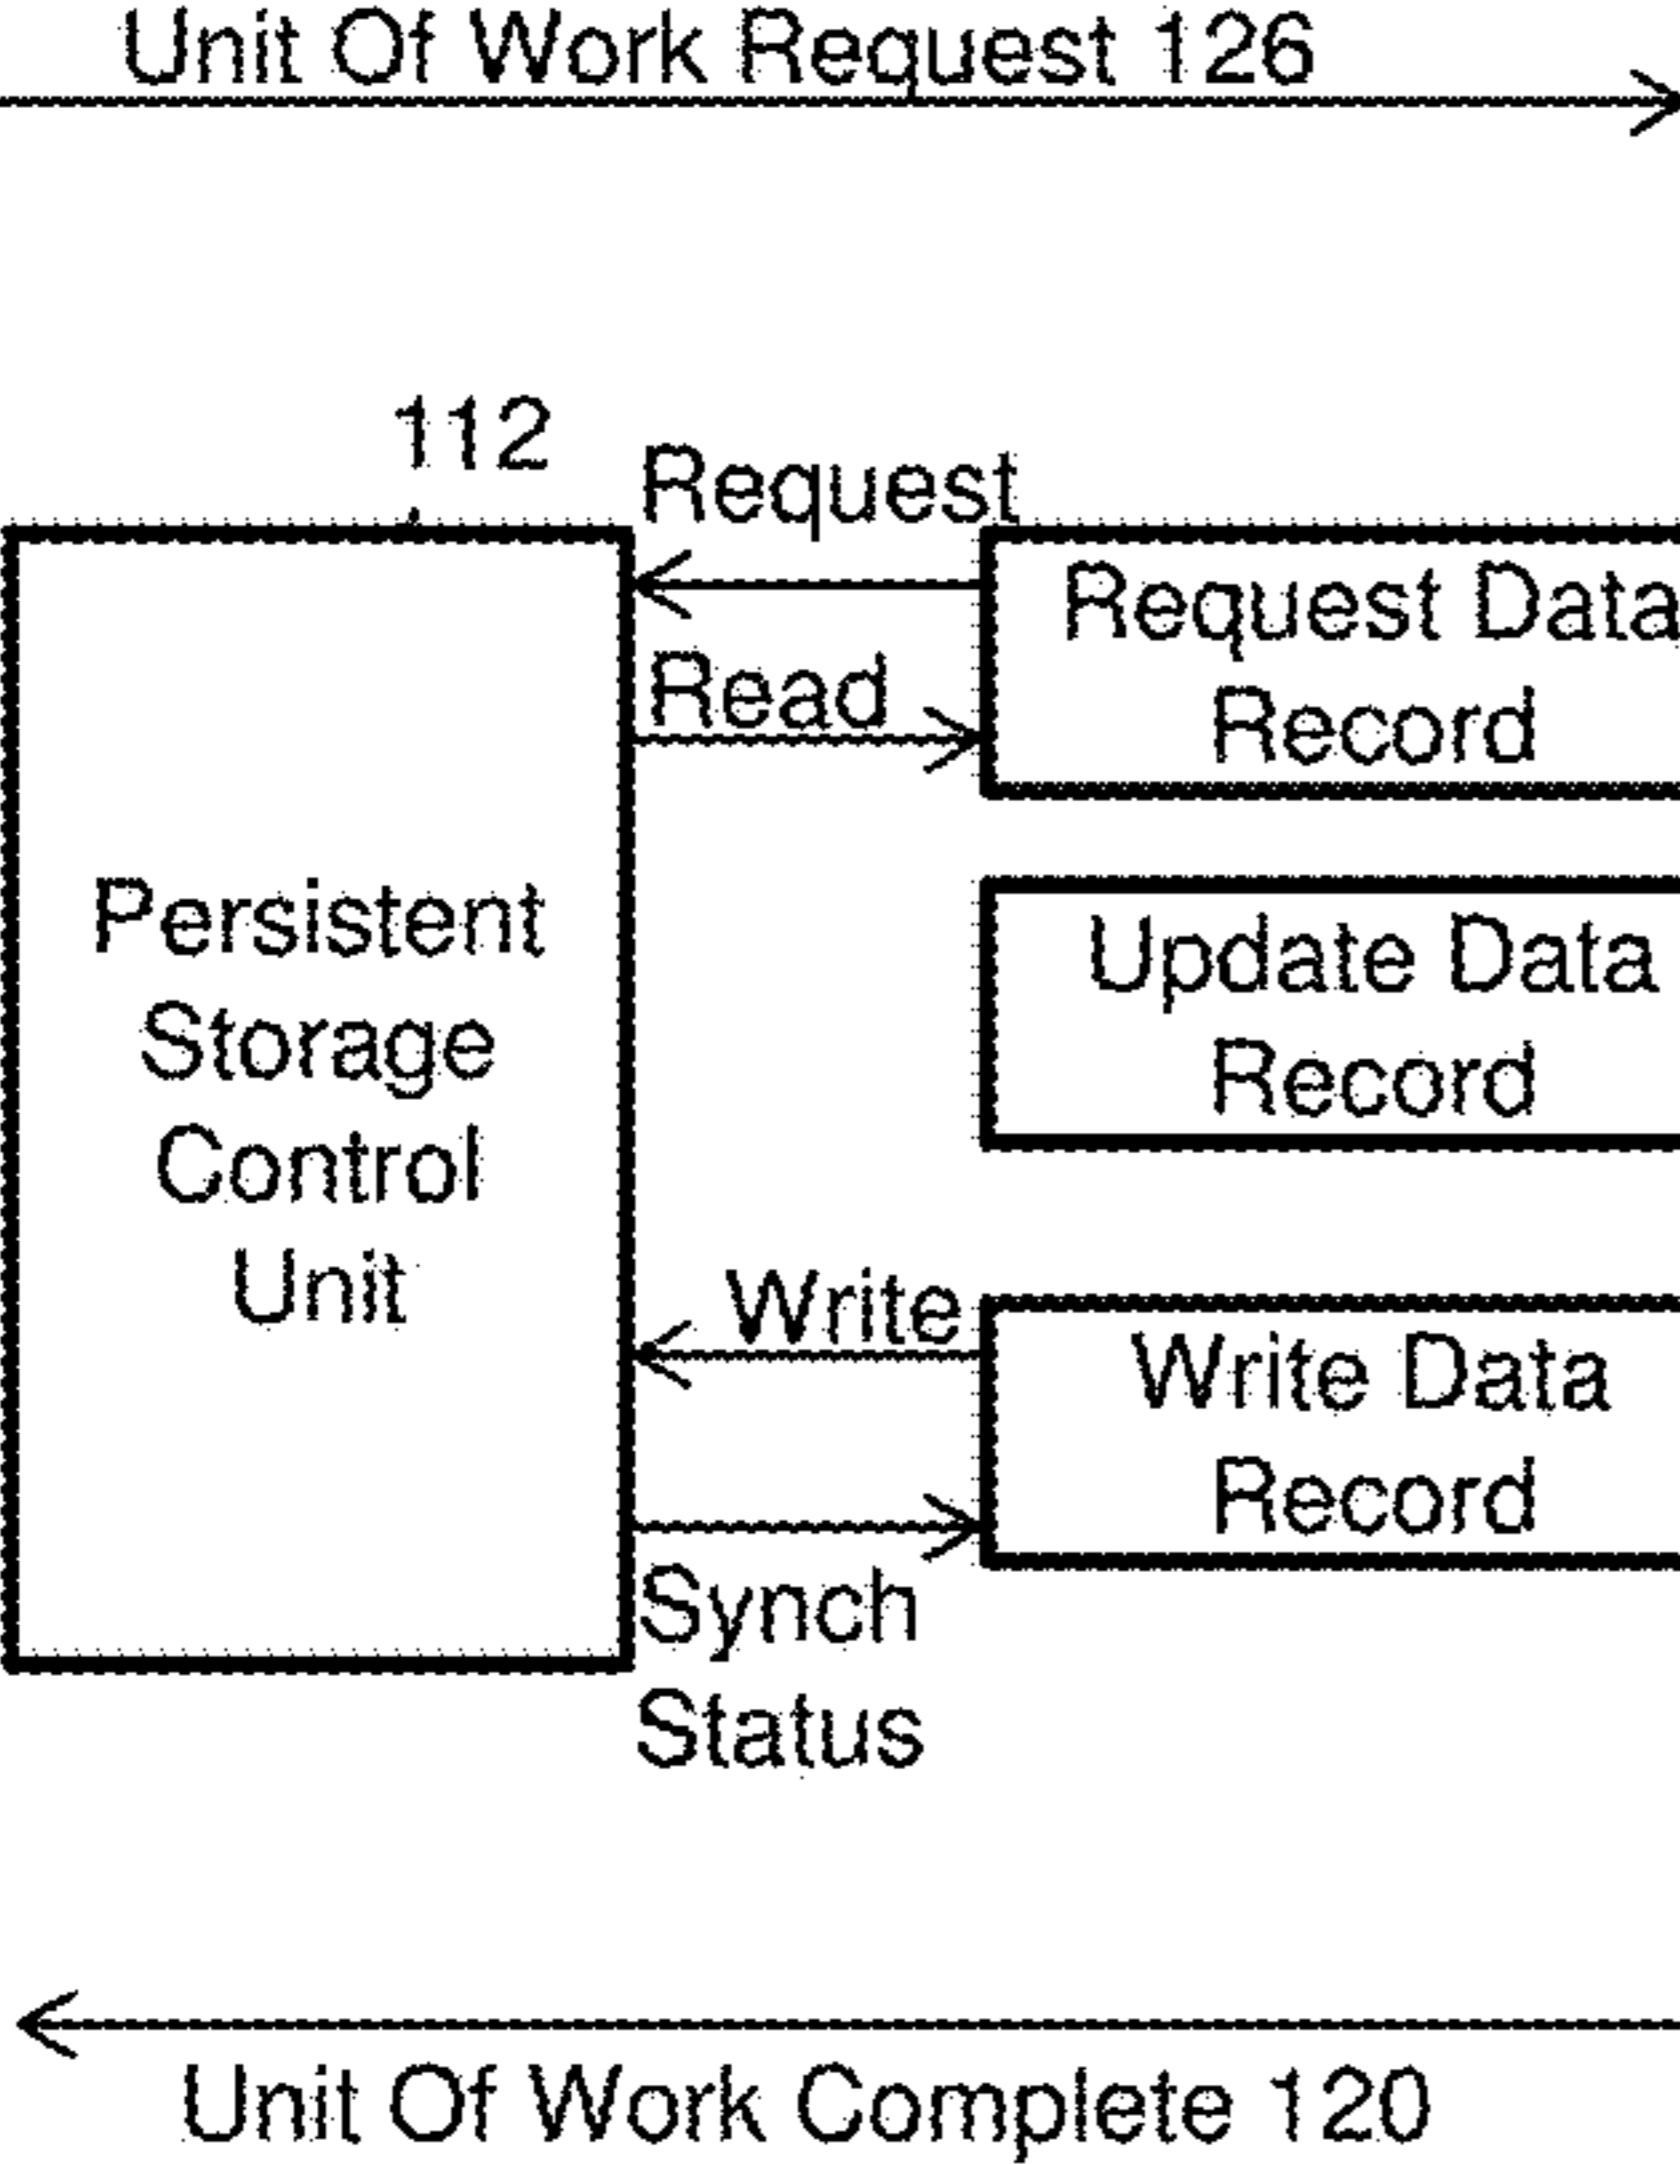 Unit Of Work Request 126
112
Request
Request Data
Record
Read
Persistent
Storage
Control
Unit
Update Data
Record
Write
Write Data
Record
Synch
Status
Unit Of Work Complete 120